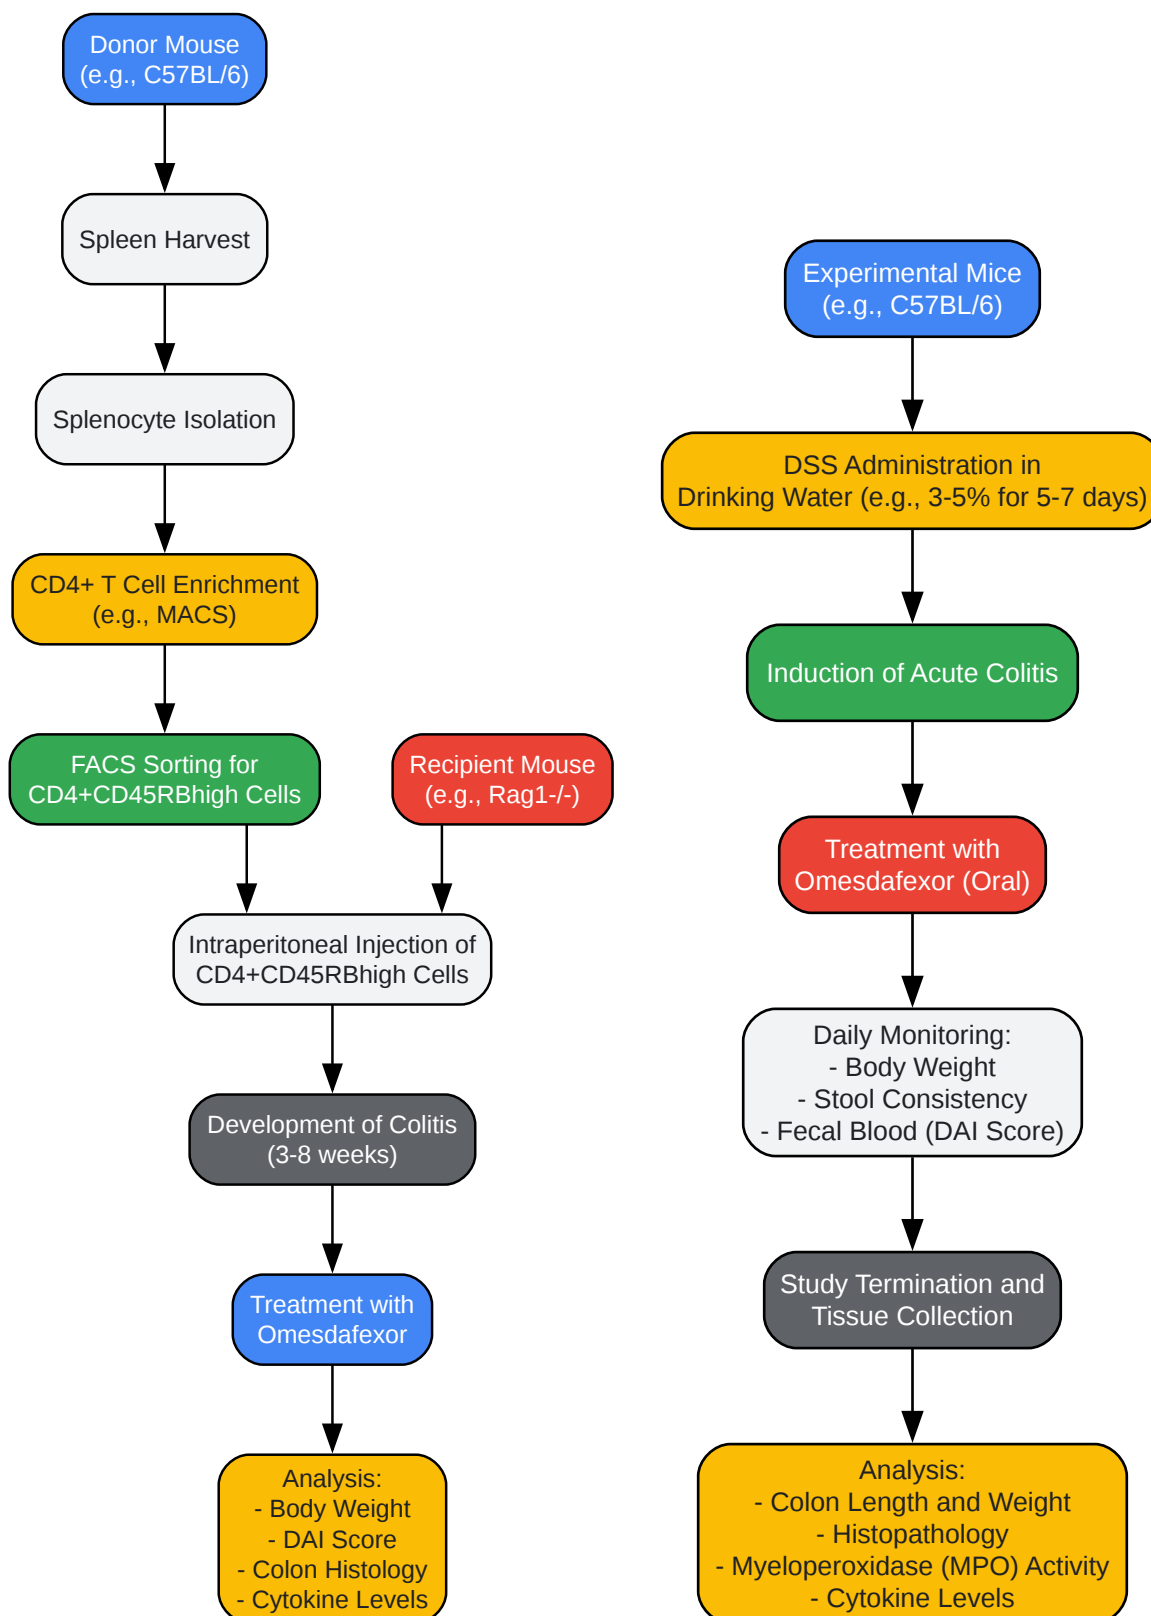 Donor Mouse
(e.g., C57BL/6)
Spleen Harvest
Splenocyte Isolation
CD4+ T Cell Enrichment
(e.g., MACS)
FACS Sorting for
CD4+CD45RBhigh Cells
Recipient Mouse
(e.g., Rag1-/-)
Intraperitoneal Injection of
CD4+CD45RBhigh Cells
Development of Colitis
(3-8 weeks)
Treatment with
Omesdafexor
Analysis:
- Body Weight
- DAI Score
- Colon Histology
- Cytokine Levels
Experimental Mice
(e.g., C57BL/6)
DSS Administration in
Drinking Water (e.g., 3-5% for 5-7 days)
Induction of Acute Colitis
Treatment with
Omesdafexor (Oral)
Daily Monitoring:
- Body Weight
- Stool Consistency
- Fecal Blood (DAI Score)
Study Termination and
Tissue Collection
Analysis:
- Colon Length and Weight
- Histopathology
- Myeloperoxidase (MPO) Activity
- Cytokine Levels